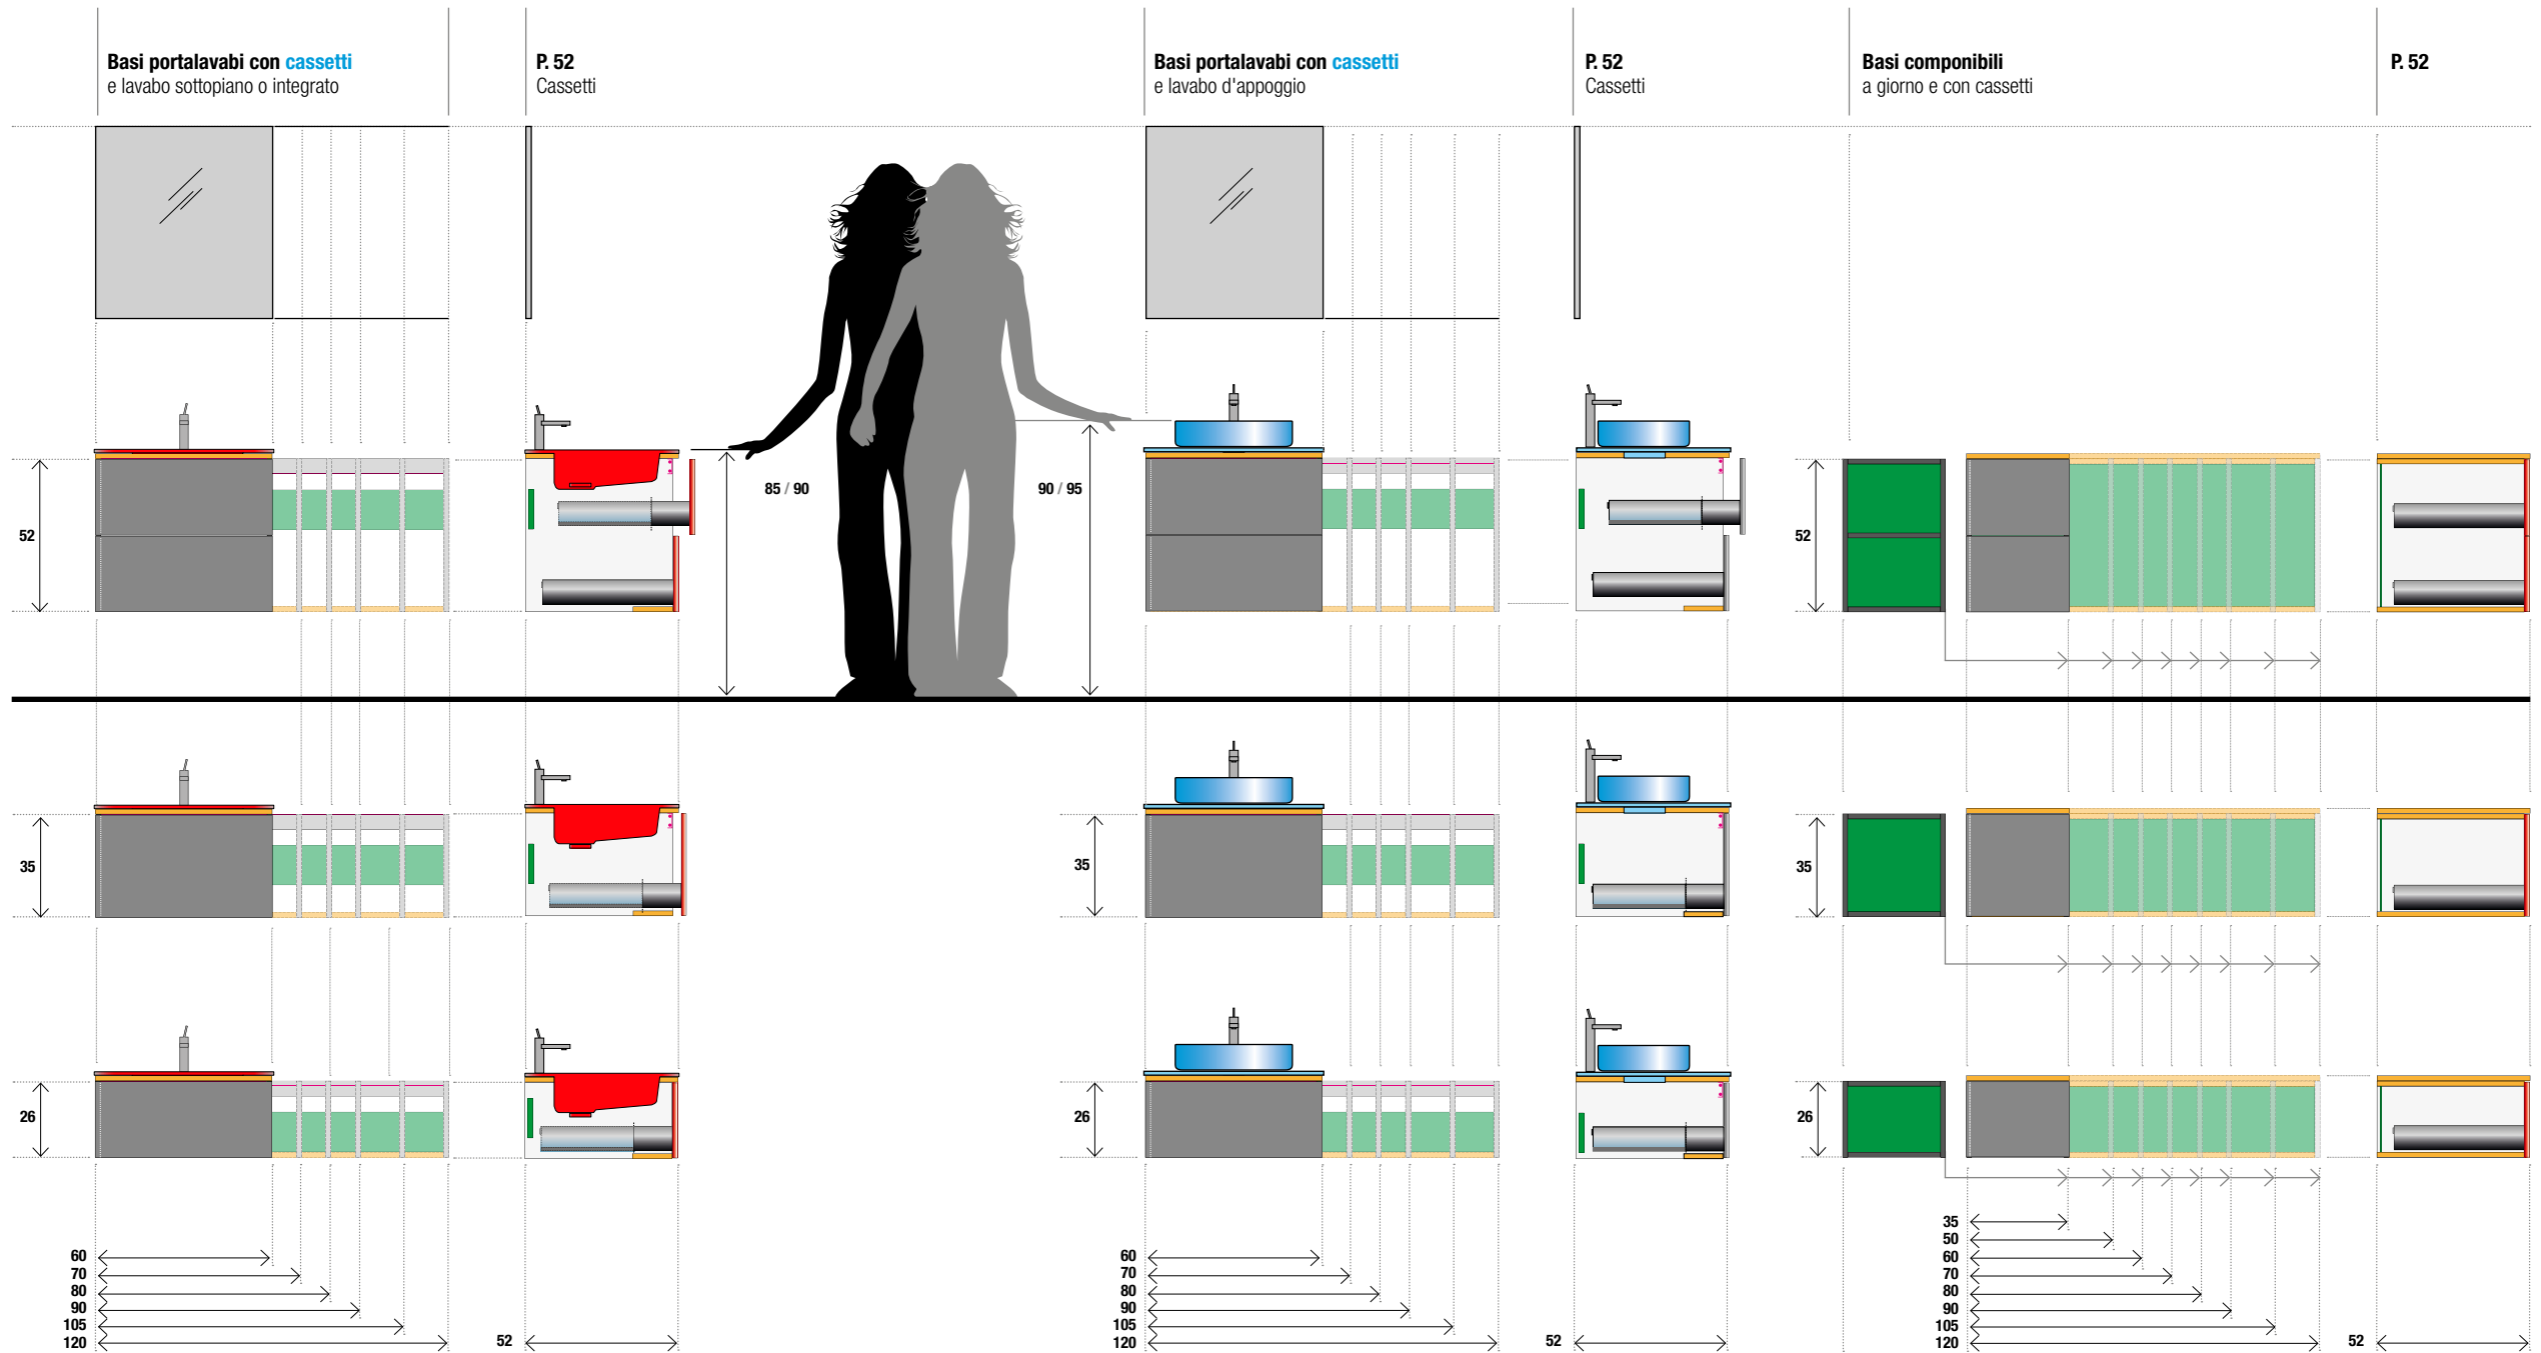 Basi portalavabi con cassetti
e lavabo sottopiano o integrato
P. 52
Cassetti
Basi portalavabi con cassetti
e lavabo d'appoggio
P. 52
Cassetti
Basi componibili
a giorno e con cassetti
P. 52
52
85 / 90
90 / 95
52
35
35
35
26
26
26
60
70
80
90
105
120
52
60
70
80
90
105
120
52
35
50
60
70
80
90
105
120
52